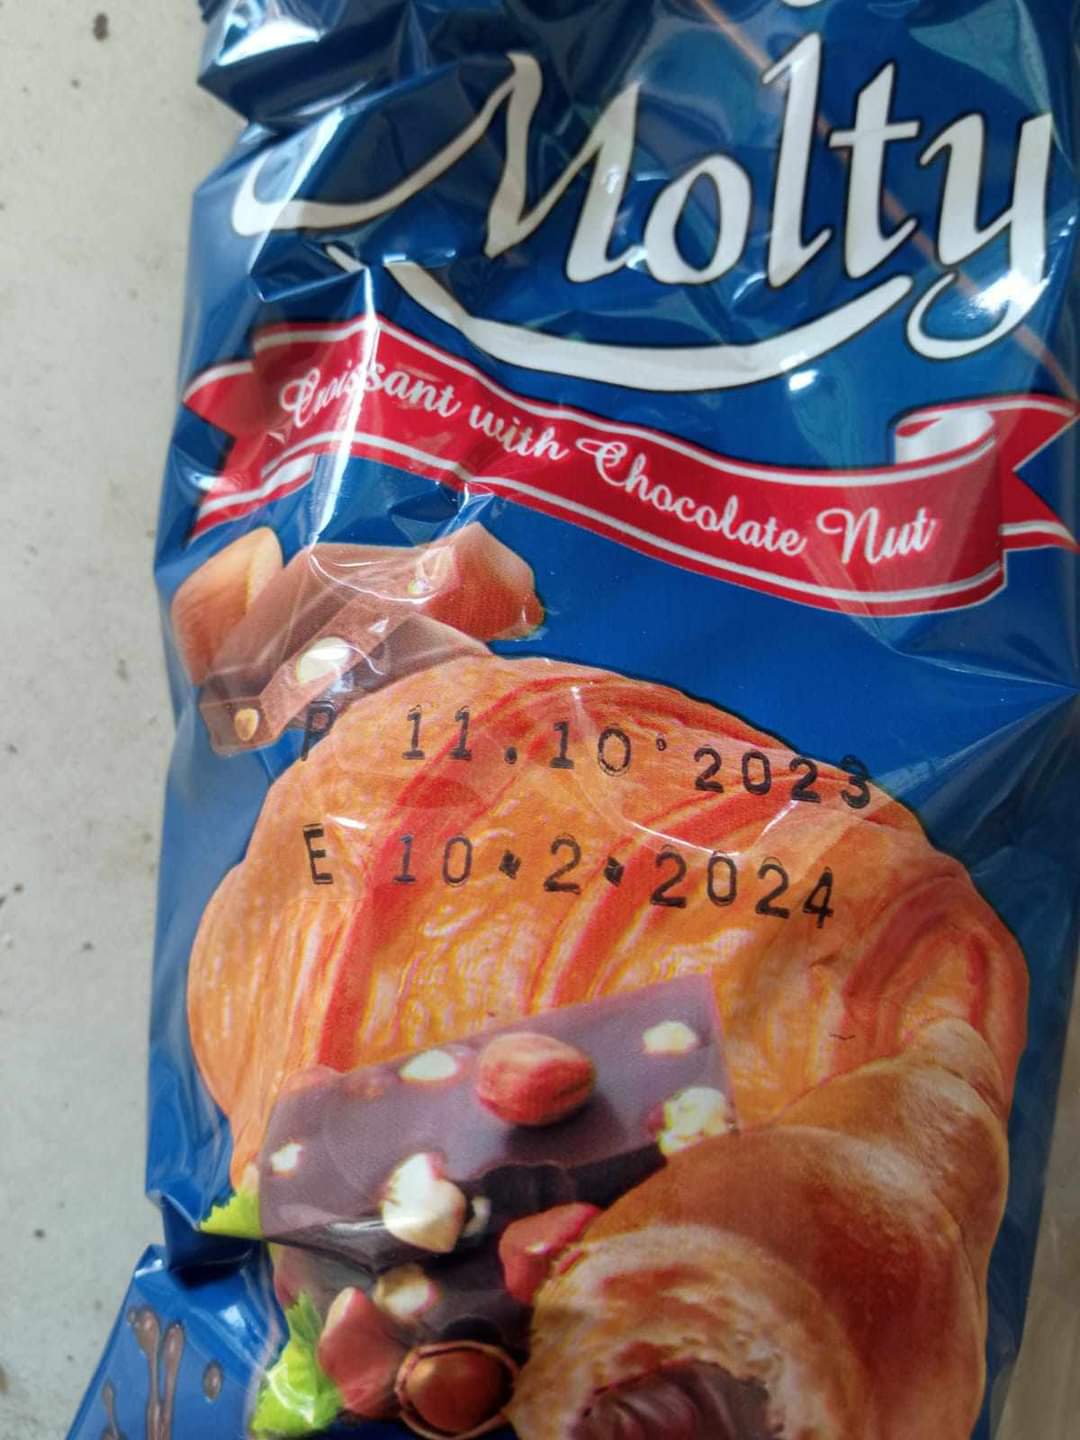 Molty
Croissant with Chocolate Nut
P 11.10.2023
E 10.2.2024